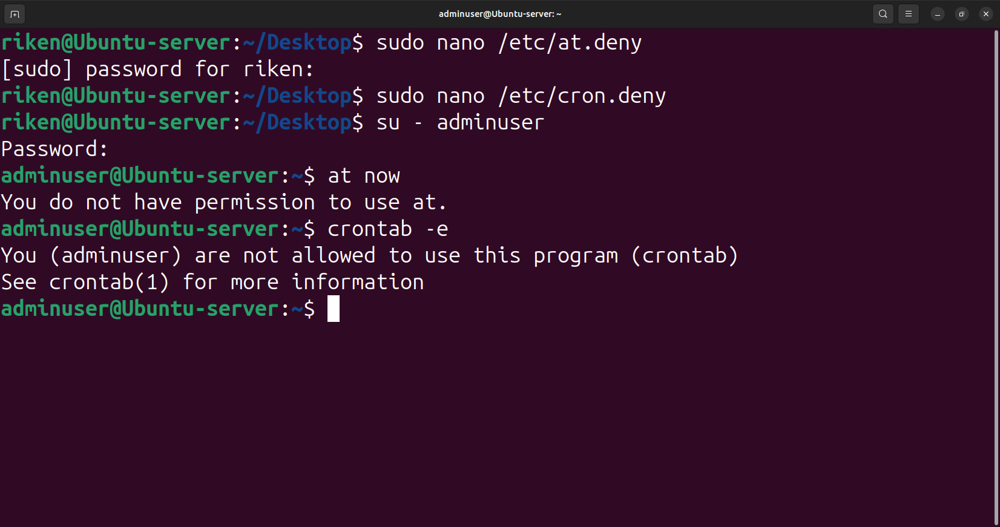 adminuser@Ubuntu-server: ~
riken@Ubuntu-server:~/Desktop$ sudo nano /etc/at.deny
[sudo] password for riken:
riken@Ubuntu-server:~/Desktop$ sudo nano /etc/cron.deny
riken@Ubuntu-server:~/Desktop$ su - adminuser
Password:
adminuser@Ubuntu-server:~$ at now
You do not have permission to use at.
adminuser@Ubuntu-server:~$ crontab -e
You (adminuser) are not allowed to use this program (crontab)
See crontab(1) for more information
adminuser@Ubuntu-server:~$